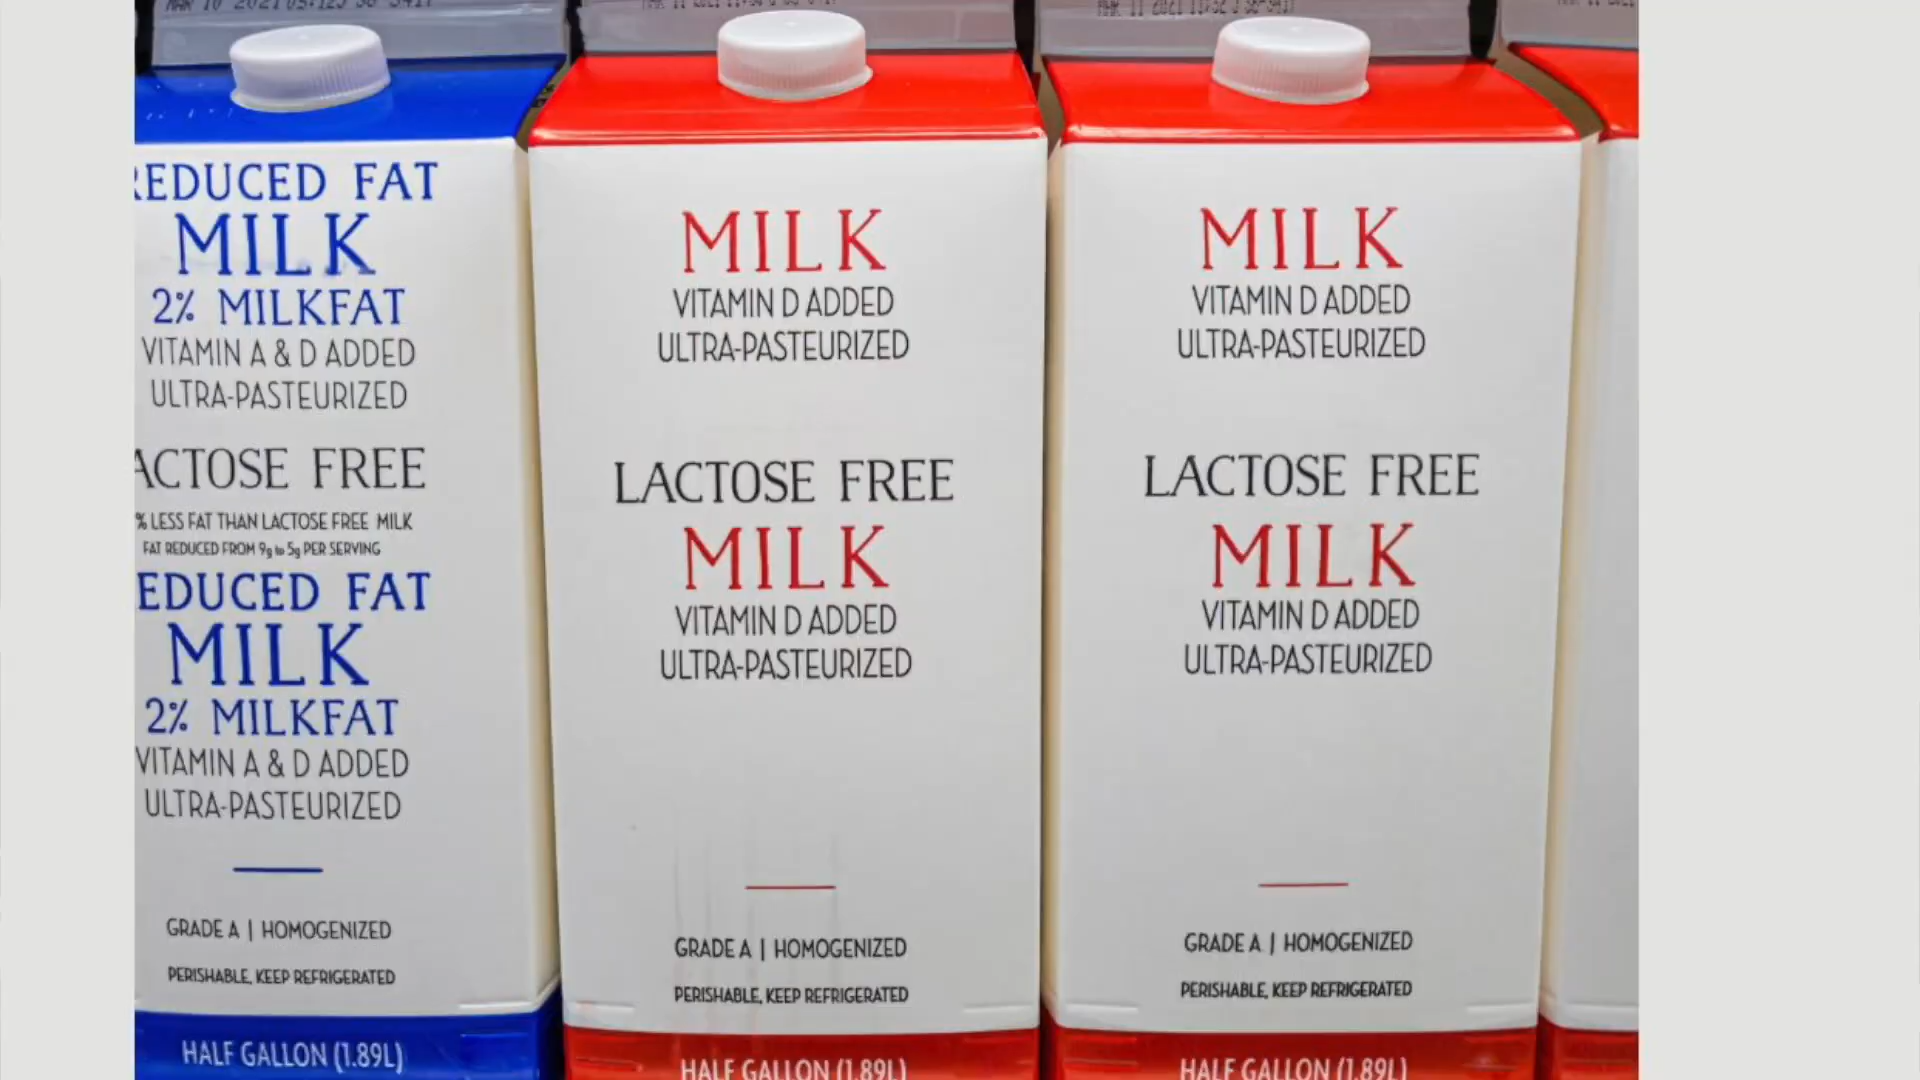 REDUCED FAT
MILK
2% MILKFAT
VITAMIN A & D ADDED
ULTRA-PASTEURIZED
LACTOSE FREE
% LESS FAT THAN LACTOSE FREE MILK
FAT REDUCED FROM 9g to 5g PER SERVING
REDUCED FAT
MILK
2% MILKFAT
VITAMIN A & D ADDED
ULTRA-PASTEURIZED
GRADE A | HOMOGENIZED
PERISHABLE, KEEP REFRIGERATED
HALF GALLON (1.89L)
MILK
VITAMIN D ADDED
ULTRA-PASTEURIZED
LACTOSE FREE
MILK
VITAMIN D ADDED
ULTRA-PASTEURIZED
GRADE A | HOMOGENIZED
PERISHABLE, KEEP REFRIGERATED
HALF GALLON (1.89L)
MILK
VITAMIN D ADDED
ULTRA-PASTEURIZED
LACTOSE FREE
MILK
VITAMIN D ADDED
ULTRA-PASTEURIZED
GRADE A | HOMOGENIZED
PERISHABLE, KEEP REFRIGERATED
HALF GALLON (1.89L)